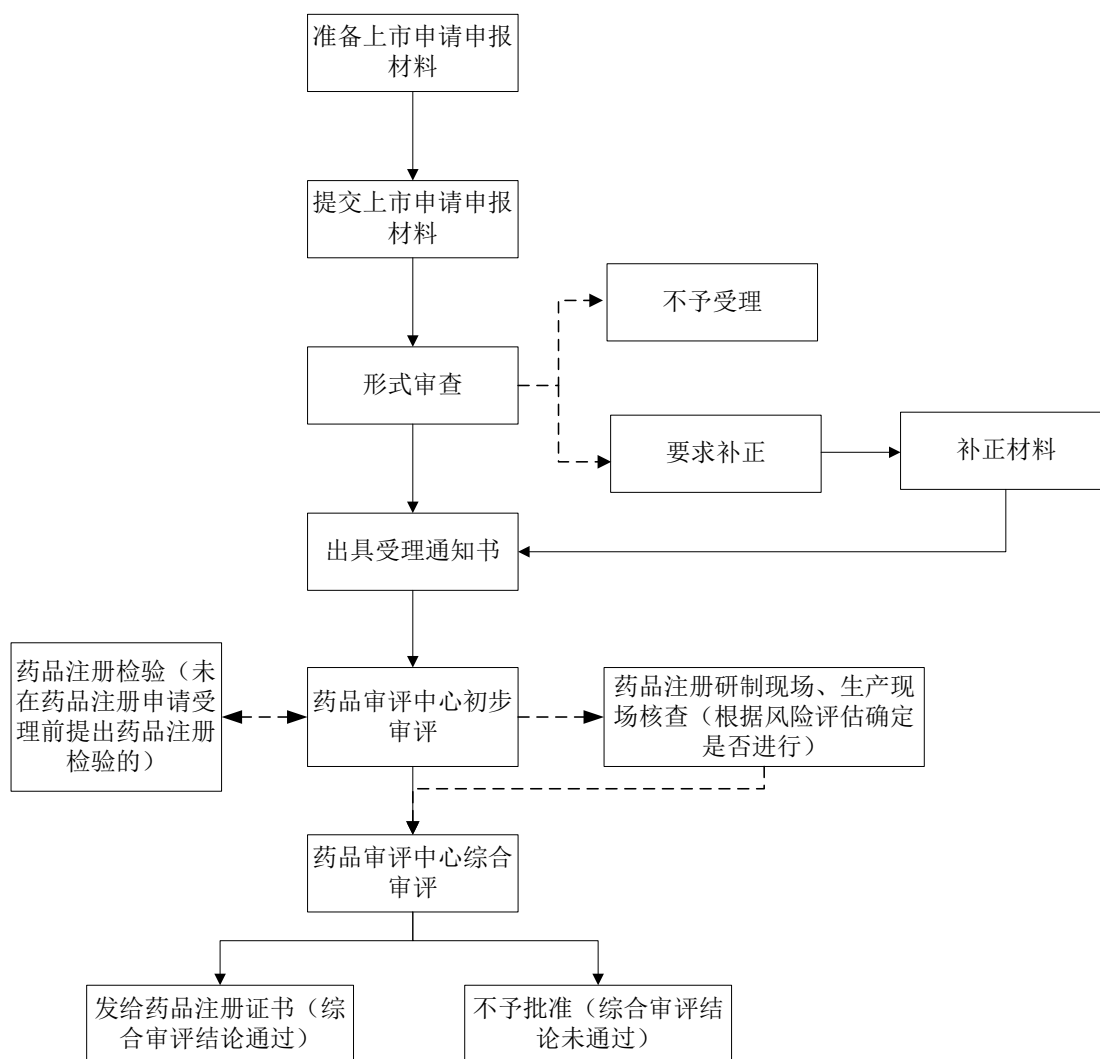 准备上市申请申报
材料
提交上市申请申报
材料
不予受理
形式审查
要求补正
补正材料
出具受理通知书
药品注册检验（未
在药品注册申请受
理前提出药品注册
检验的）
药品审评中心初步
审评
药品注册研制现场、生产现
场核查（根据风险评估确定
是否进行）
药品审评中心综合
审评
发给药品注册证书（综
合审评结论通过）
不予批准（综合审评结
论未通过）